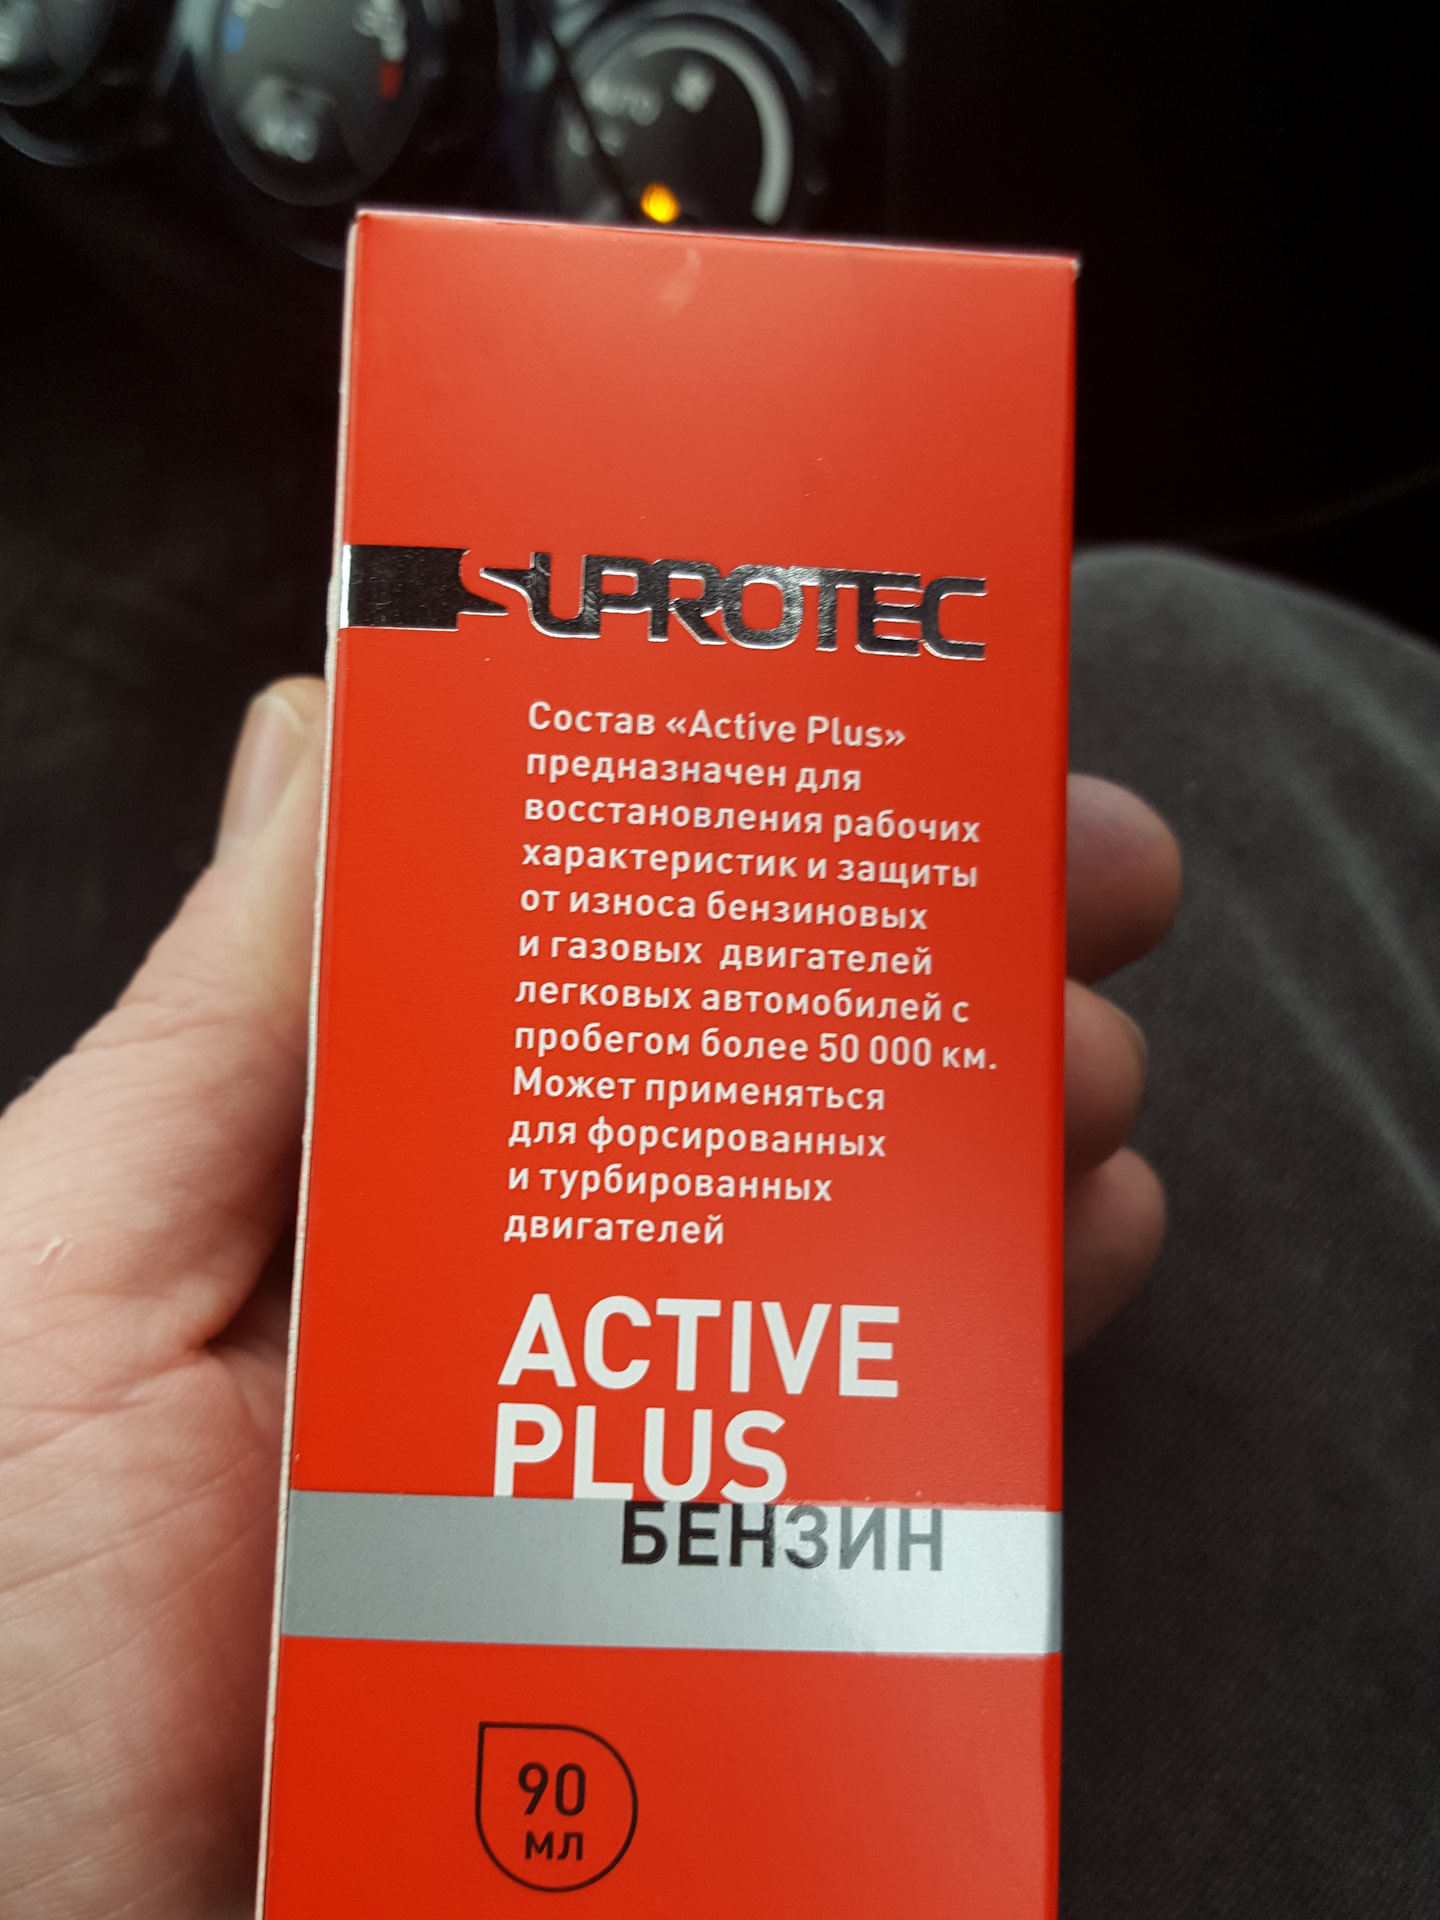 SUPROTEC
Состав «Active Plus»
предназначен для
восстановления рабочих
характеристик и защиты
от износа бензиновых
и газовых двигателей
легковых автомобилей с
пробегом более 50 000 км.
Может применяться
для форсированных
и турбированных
двигателей
ACTIVE
PLUS
БЕНЗИН
90
мл